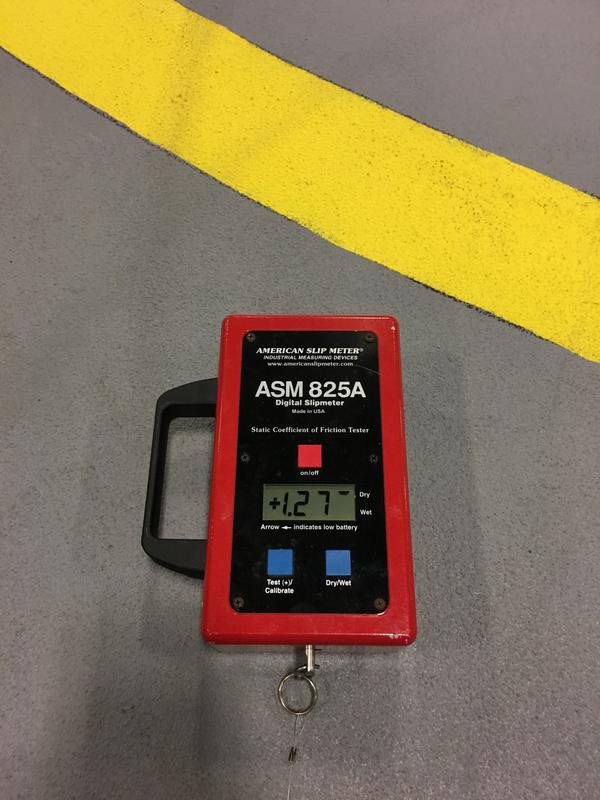 AMERICAN SLIP METER®
INDUSTRIAL MEASURING DEVICES
www.americanslipmeter.com
ASM 825A
Digital Slipmeter
Made in USA
Static Coefficient of Friction Tester
on/off
+1.27
Dry
Wet
Arrow ← indicates low battery
Test (+)/
Calibrate
Dry/Wet